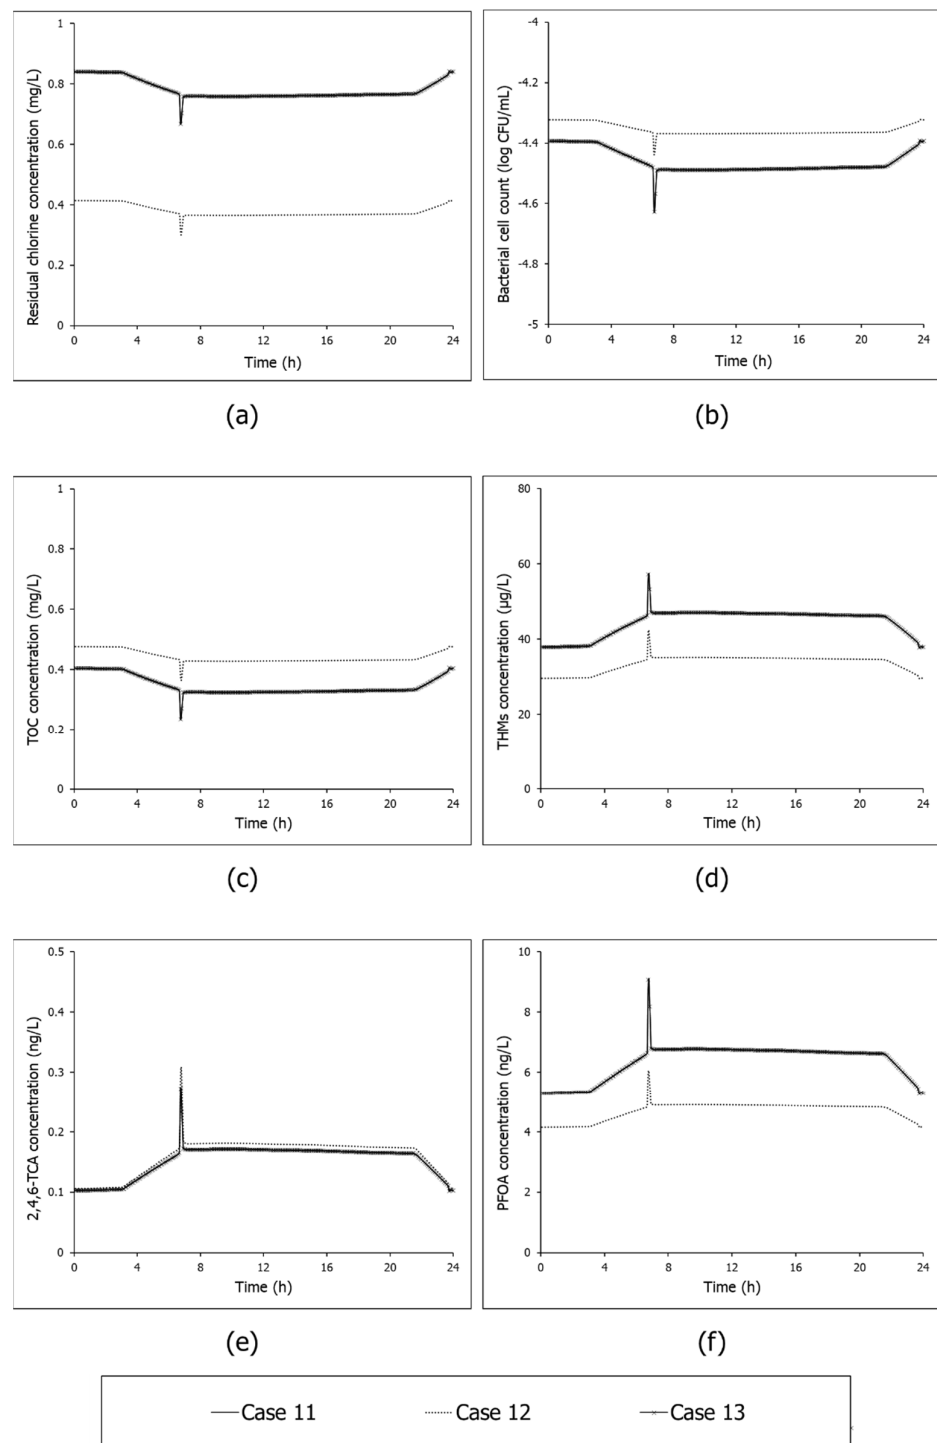 Residual chlorine concentration (mg/L)
1
0.8
0.6
0.4
0.2
0
0 4 8 12 16 20 24
Time (h)
(a)
Bacterial cell count (log CFU/mL)
-4
-4.2
-4.4
-4.6
-4.8
-5
0 4 8 12 16 20 24
Time (h)
(b)
TOC concentration (mg/L)
1
0.8
0.6
0.4
0.2
0
0 4 8 12 16 20 24
Time (h)
(c)
THMs concentration (µg/L)
80
60
40
20
0
0 4 8 12 16 20 24
Time (h)
(d)
2,4,6-TCA concentration (ng/L)
0.5
0.4
0.3
0.2
0.1
0
0 4 8 12 16 20 24
Time (h)
(e)
PFOA concentration (ng/L)
10
8
6
4
2
0
0 4 8 12 16 20 24
Time (h)
(f)
Case 11 Case 12 Case 13